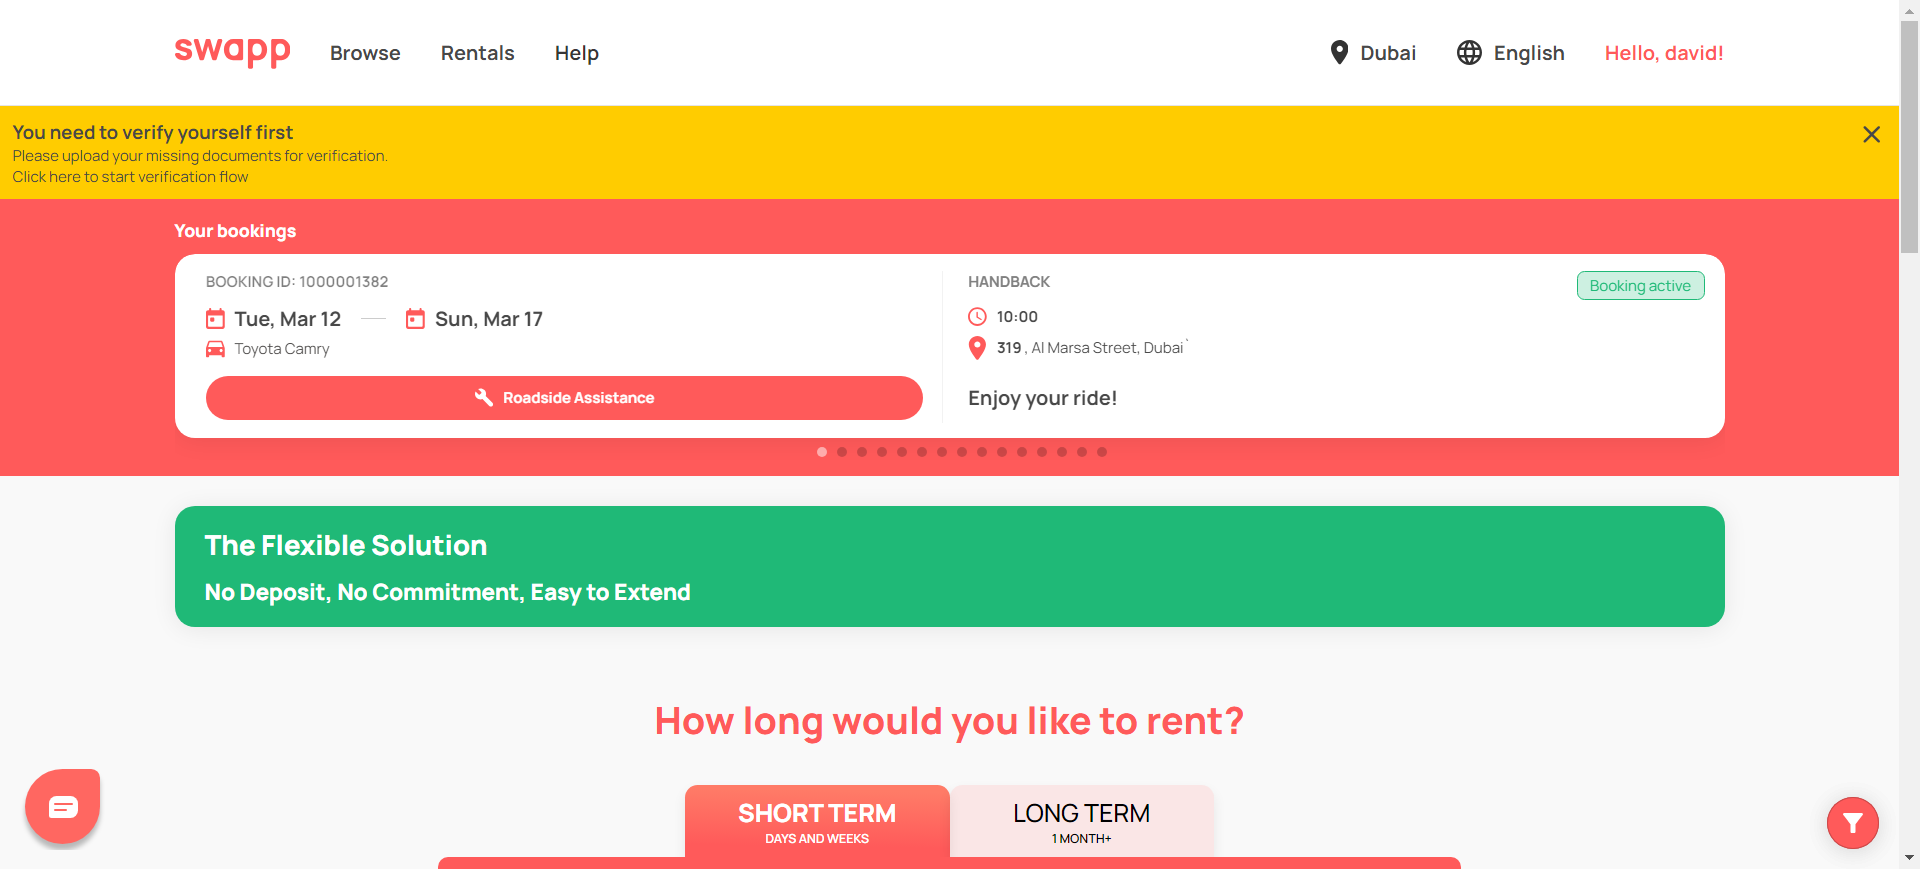 swapp Browse Rentals Help Dubai English Hello, david!
You need to verify yourself first
Please upload your missing documents for verification.
Click here to start verification flow
Your bookings
BOOKING ID: 1000001382
Tue, Mar 12 Sun, Mar 17
Toyota Camry
Roadside Assistance
HANDBACK
Booking active
10:00
319 , Al Marsa Street, Dubai`
Enjoy your ride!
The Flexible Solution
No Deposit, No Commitment, Easy to Extend
How long would you like to rent?
SHORT TERM
DAYS AND WEEKS
LONG TERM
1 MONTH+